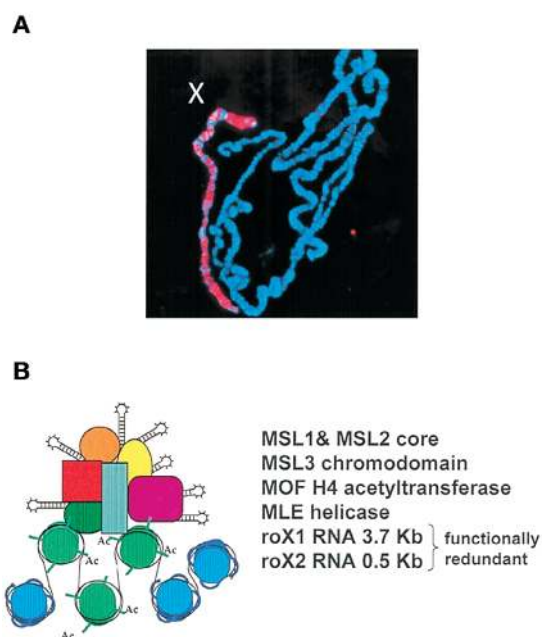 A
X
B
MSL1& MSL2 core
MSL3 chromodomain
MOF H4 acetyltransferase
MLE helicase
roX1 RNA 3.7 Kb
roX2 RNA 0.5 Kb
functionally
redundant
Ac
Ac
Ac
Ac